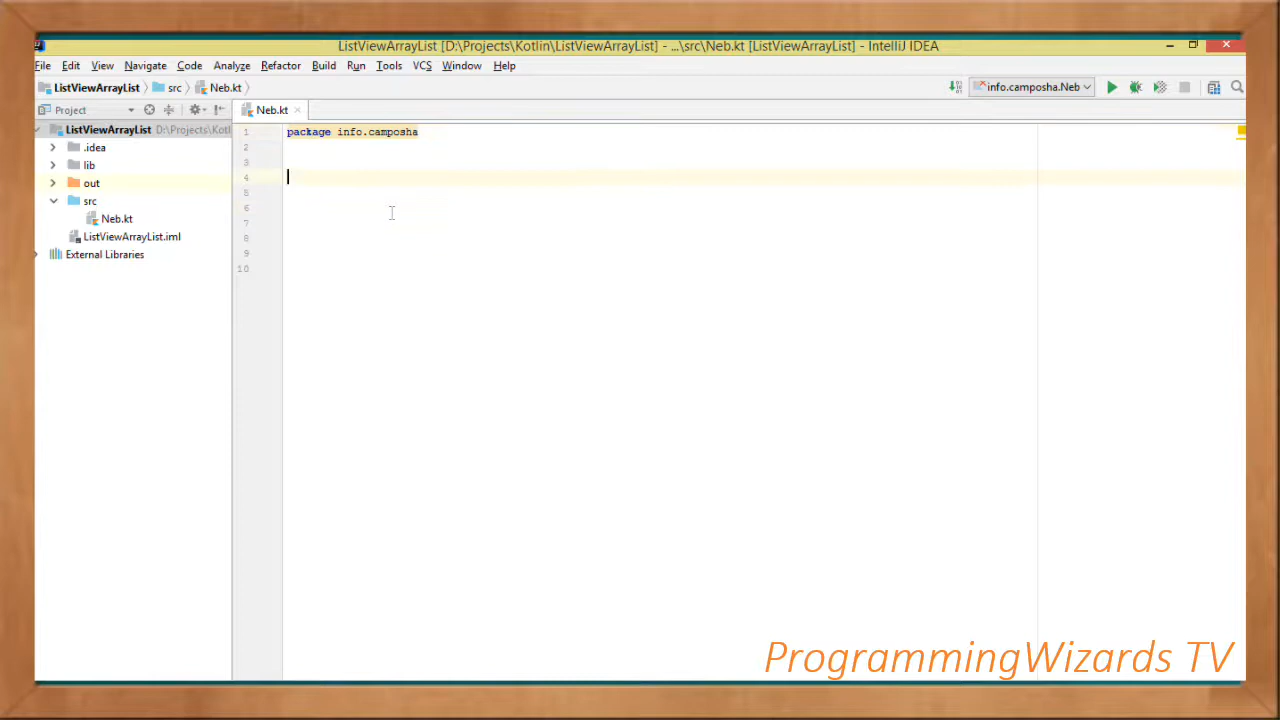 ListViewArrayList [D:\Projects\Kotlin\ListViewArrayList] - ...\src\Neb.kt [ListViewArrayList] - IntelliJ IDEA
File Edit View Navigate Code Analyze Refactor Build Run Tools VCS Window Help
ListViewArrayList src Neb.kt info.camposha.Neb
Project Neb.kt
ListViewArrayList D:\Projects\Kotl
.idea
lib
out
src
Neb.kt
ListViewArrayList.iml
External Libraries
1 package info.camposha
2
3
4
5
6
7
8
9
10
ProgrammingWizards TV